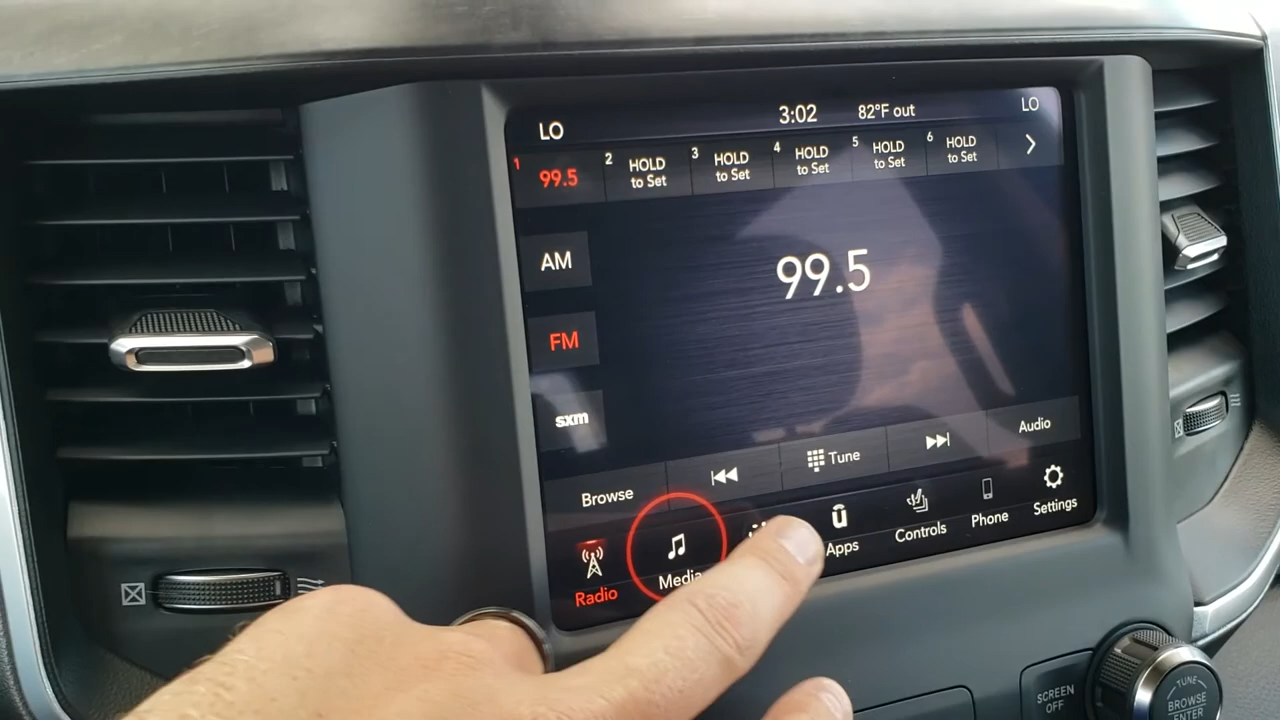 LO 3:02 82°F out LO
1 99.5
2 HOLD to Set
3 HOLD to Set
4 HOLD to Set
5 HOLD to Set
6 HOLD to Set
99.5
AM
FM
sxm
Browse
Tune
Audio
Radio
Media
Apps
Controls
Phone
Settings
SCREEN
OFF
TUNE
BROWSE
ENTER